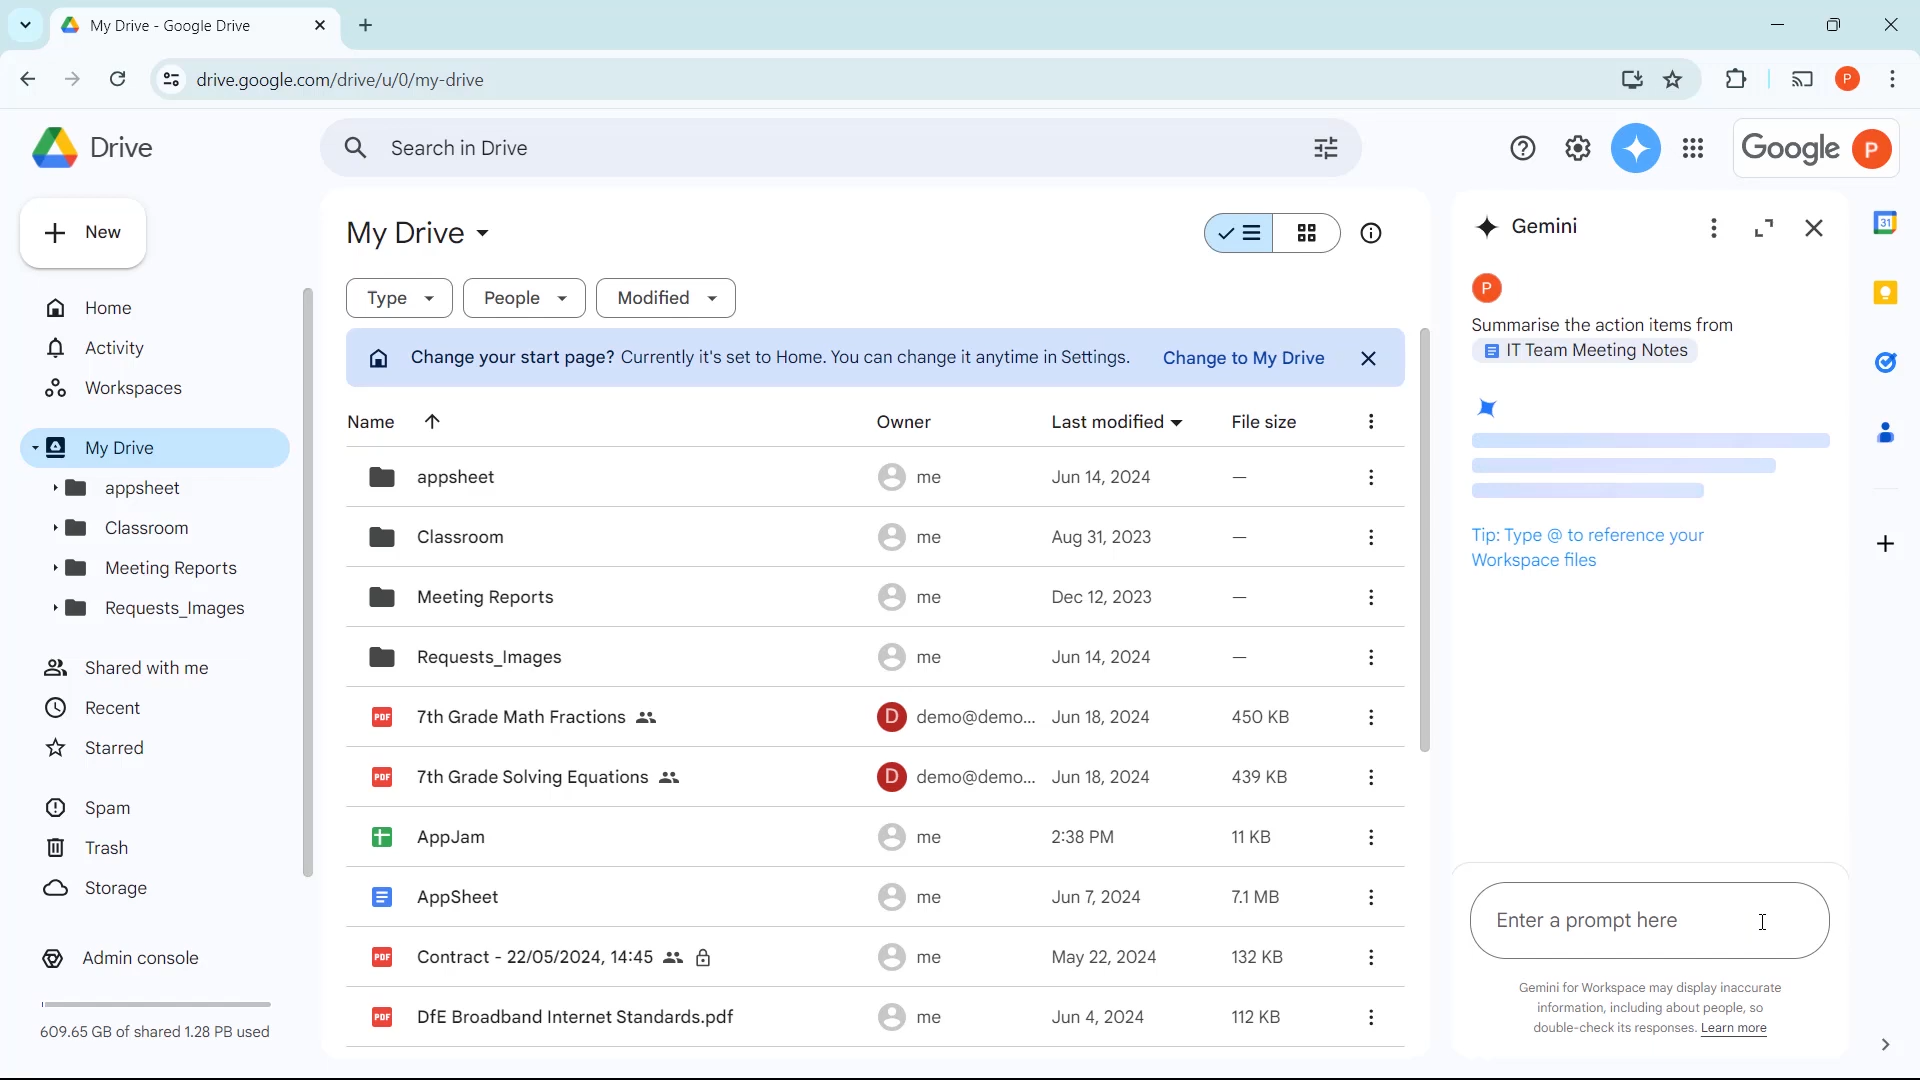 My Drive - Google Drive
drive.google.com/drive/u/0/my-drive
P
Drive
Search in Drive
Google P
New
Home
Activity
Workspaces
My Drive
appsheet
Classroom
Meeting Reports
Requests_Images
Shared with me
Recent
Starred
Spam
Trash
Storage
Admin console
609.65 GB of shared 1.28 PB used
My Drive
Type
People
Modified
Change your start page? Currently it's set to Home. You can change it anytime in Settings. Change to My Drive
Name Owner Last modified File size
appsheet me Jun 14, 2024 —
Classroom me Aug 31, 2023 —
Meeting Reports me Dec 12, 2023 —
Requests_Images me Jun 14, 2024 —
PDF 7th Grade Math Fractions D demo@demo... Jun 18, 2024 450 KB
PDF 7th Grade Solving Equations D demo@demo... Jun 18, 2024 439 KB
AppJam me 2:38 PM 11 KB
AppSheet me Jun 7, 2024 7.1 MB
PDF Contract - 22/05/2024, 14:45 me May 22, 2024 132 KB
PDF DfE Broadband Internet Standards.pdf me Jun 4, 2024 112 KB
Gemini
P
Summarise the action items from
IT Team Meeting Notes
Tip: Type @ to reference your
Workspace files
Enter a prompt here
Gemini for Workspace may display inaccurate
information, including about people, so
double-check its responses. Learn more
31